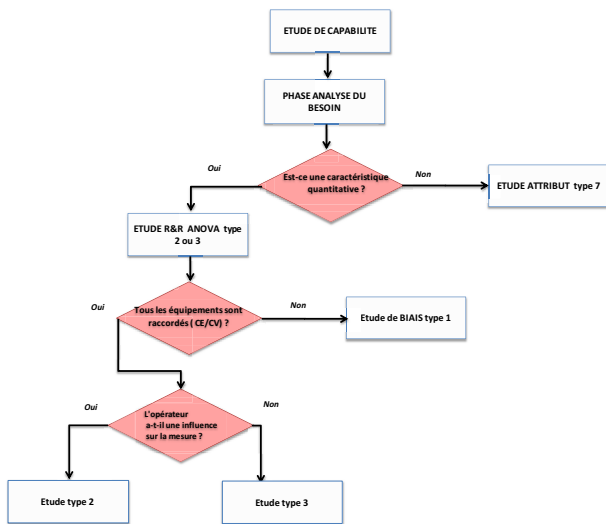 ETUDE DE CAPABILITE
PHASE ANALYSE DU
BESOIN
Oui
Est-ce une caractéristique
quantitative ?
Non
ETUDE ATTRIBUT type 7
ETUDE R&R ANOVA type
2 ou 3
Oui
Tous les équipements sont
raccordés ( CE/CV) ?
Non
Etude de BIAIS type 1
Oui
L'opérateur
a-t-il une influence
sur la mesure ?
Non
Etude type 2
Etude type 3